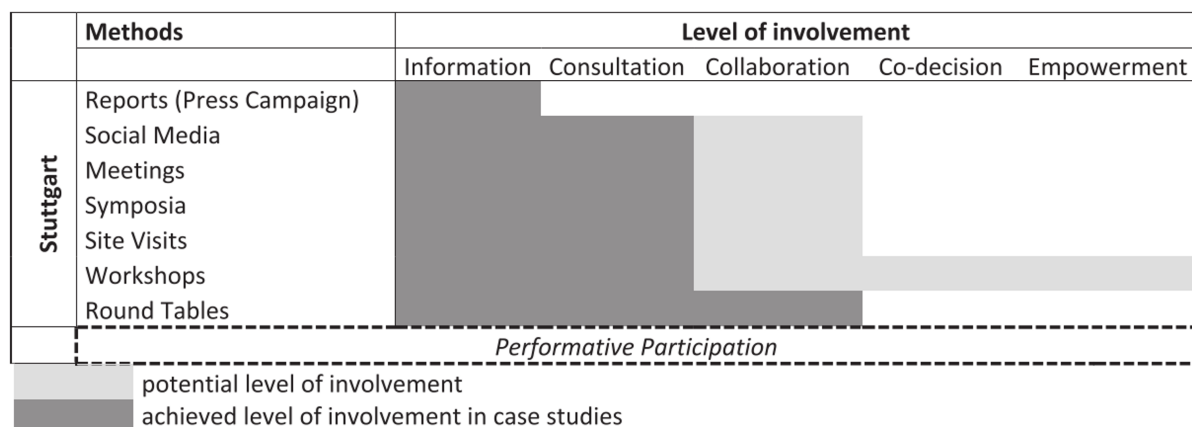 Methods Level of involvement
Information Consultation Collaboration Co-decision Empowerment
Stuttgart
Reports (Press Campaign)
Social Media
Meetings
Symposia
Site Visits
Workshops
Round Tables
Performative Participation
potential level of involvement
achieved level of involvement in case studies